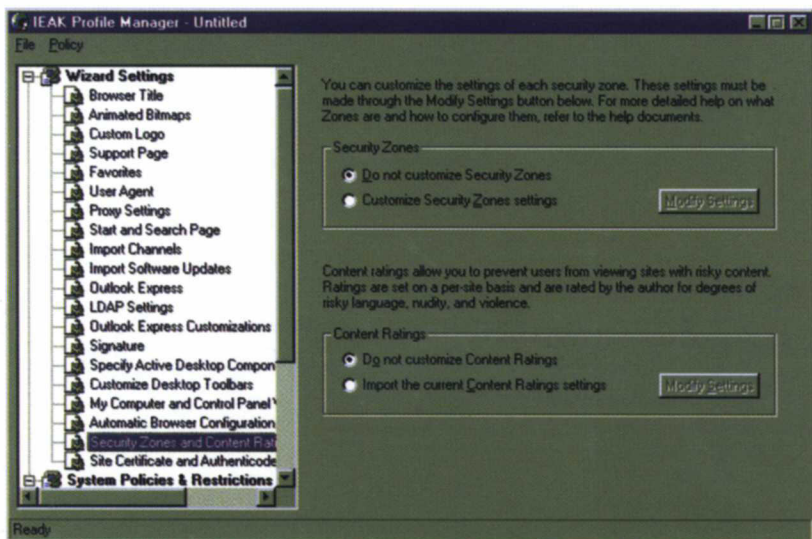 IEAK Profile Manager - Untitled
File Policy
Wizard Settings
Browser Title
Animated Bitmaps
Custom Logo
Support Page
Favorites
User Agent
Proxy Settings
Start and Search Page
Import Channels
Import Software Updates
Outlook Express
LDAP Settings
Outlook Express Customizations
Signature
Specify Active Desktop Compon
Customize Desktop Toolbars
My Computer and Control Panel
Automatic Browser Configuration
Security Zones and Content Rati
Site Certificate and Authenticode
System Policies & Restrictions
You can customize the settings of each security zone. These settings must be
made through the Modify Settings button below. For more detailed help on what
Zones are and how to configure them, refer to the help documents.
Security Zones
Do not customize Security Zones
Customize Security Zones settings
Modify Settings
Content ratings allow you to prevent users from viewing sites with risky content.
Ratings are set on a per-site basis and are rated by the author for degrees of
risky language, nudity, and violence.
Content Ratings
Do not customize Content Ratings
Import the current Content Ratings settings
Modify Settings
Ready